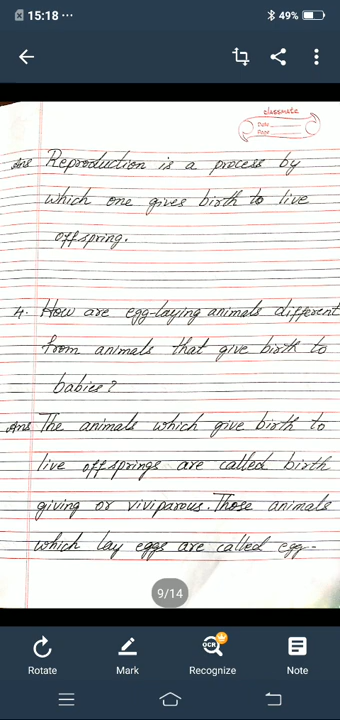 15:18 ...
49%
classmate
Date
Page
Ans Reproduction is a process by
which one gives birth to live
offspring.
4. How are egg-laying animals different
from animals that give birth to
babies?
Ans The animals which give birth to
live offsprings are called birth
giving or viviparous. Those animals
which lay eggs are called egg-
9/14
OCR
Rotate Mark Recognize Note